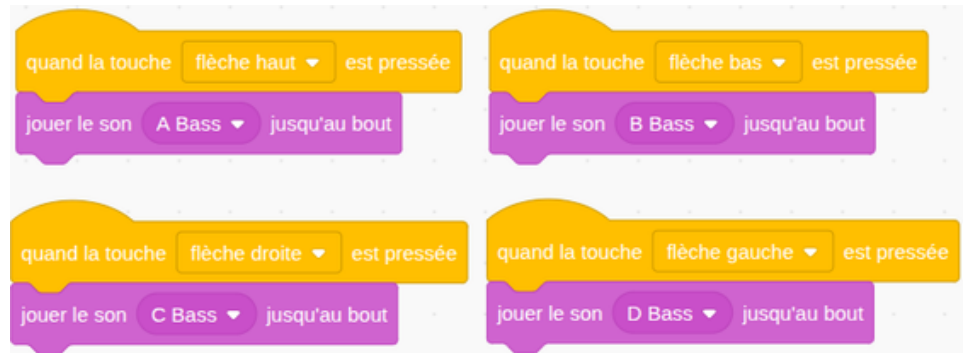 quand la touche flèche haut est pressée
jouer le son A Bass jusqu'au bout
quand la touche flèche bas est pressée
jouer le son B Bass jusqu'au bout
quand la touche flèche droite est pressée
jouer le son C Bass jusqu'au bout
quand la touche flèche gauche est pressée
jouer le son D Bass jusqu'au bout